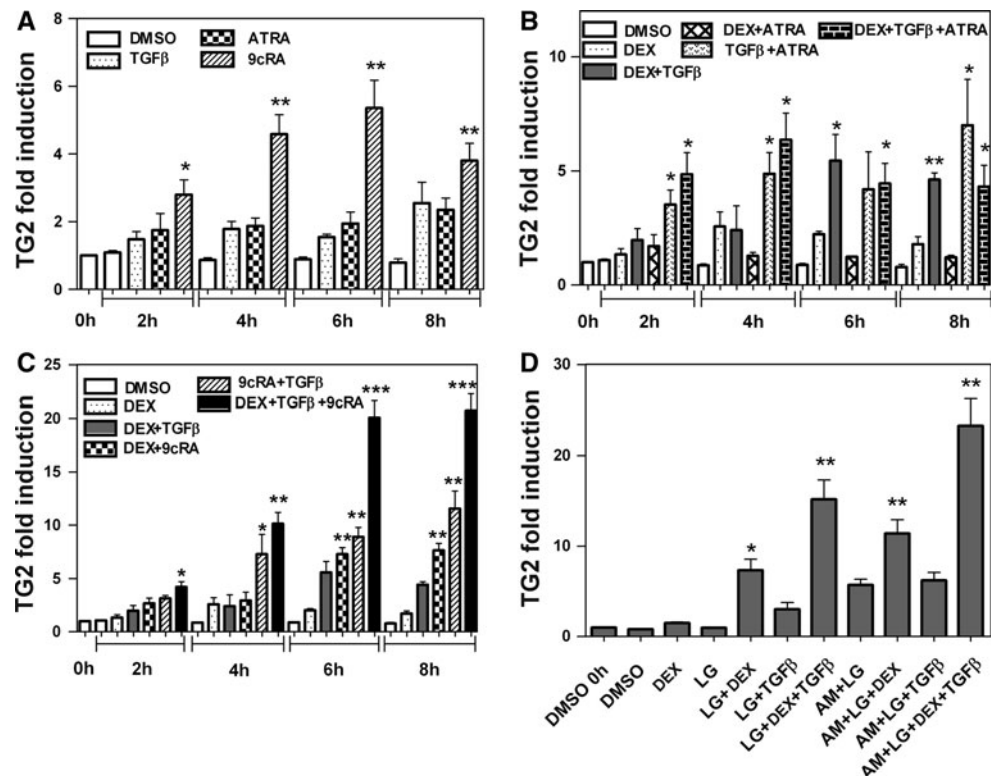 A
TG2 fold induction
8
6
4
2
0
DMSO
TGFβ
ATRA
9cRA
*
**
**
**
0h 2h 4h 6h 8h
B
TG2 fold induction
10
5
0
DMSO
DEX
DEX+TGFβ
DEX+ATRA
TGFβ+ATRA
DEX+TGFβ+ATRA
* *
* *
* *
** * *
0h 2h 4h 6h 8h
C
TG2 fold induction
25
20
15
10
5
0
DMSO
DEX
DEX+TGFβ
DEX+9cRA
9cRA+TGFβ
DEX+TGFβ+9cRA
*
* **
** ** ***
** ** ***
0h 2h 4h 6h 8h
D
TG2 fold induction
30
20
10
0
*
**
**
**
DMSO 0h
DMSO
DEX
LG
LG+DEX
LG+TGFβ
LG+DEX+TGFβ
AM+LG
AM+LG+DEX
AM+LG+TGFβ
AM+LG+DEX+TGFβ